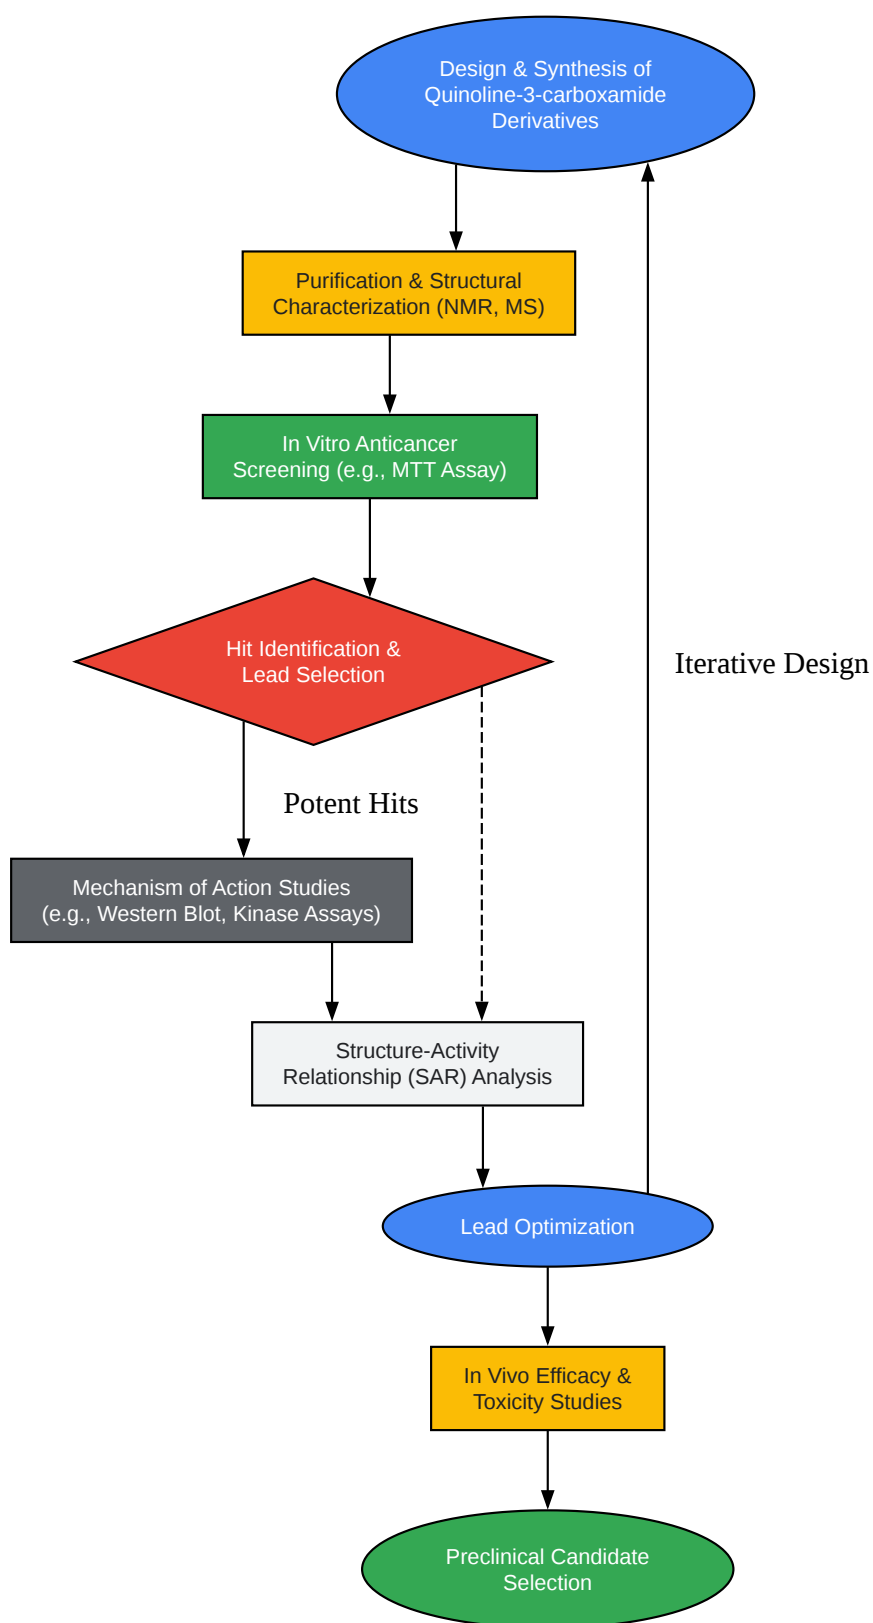 Design & Synthesis of
Quinoline-3-carboxamide
Derivatives
Purification & Structural
Characterization (NMR, MS)
In Vitro Anticancer
Screening (e.g., MTT Assay)
Hit Identification &
Lead Selection
Iterative Design
Potent Hits
Mechanism of Action Studies
(e.g., Western Blot, Kinase Assays)
Structure-Activity
Relationship (SAR) Analysis
Lead Optimization
In Vivo Efficacy &
Toxicity Studies
Preclinical Candidate
Selection